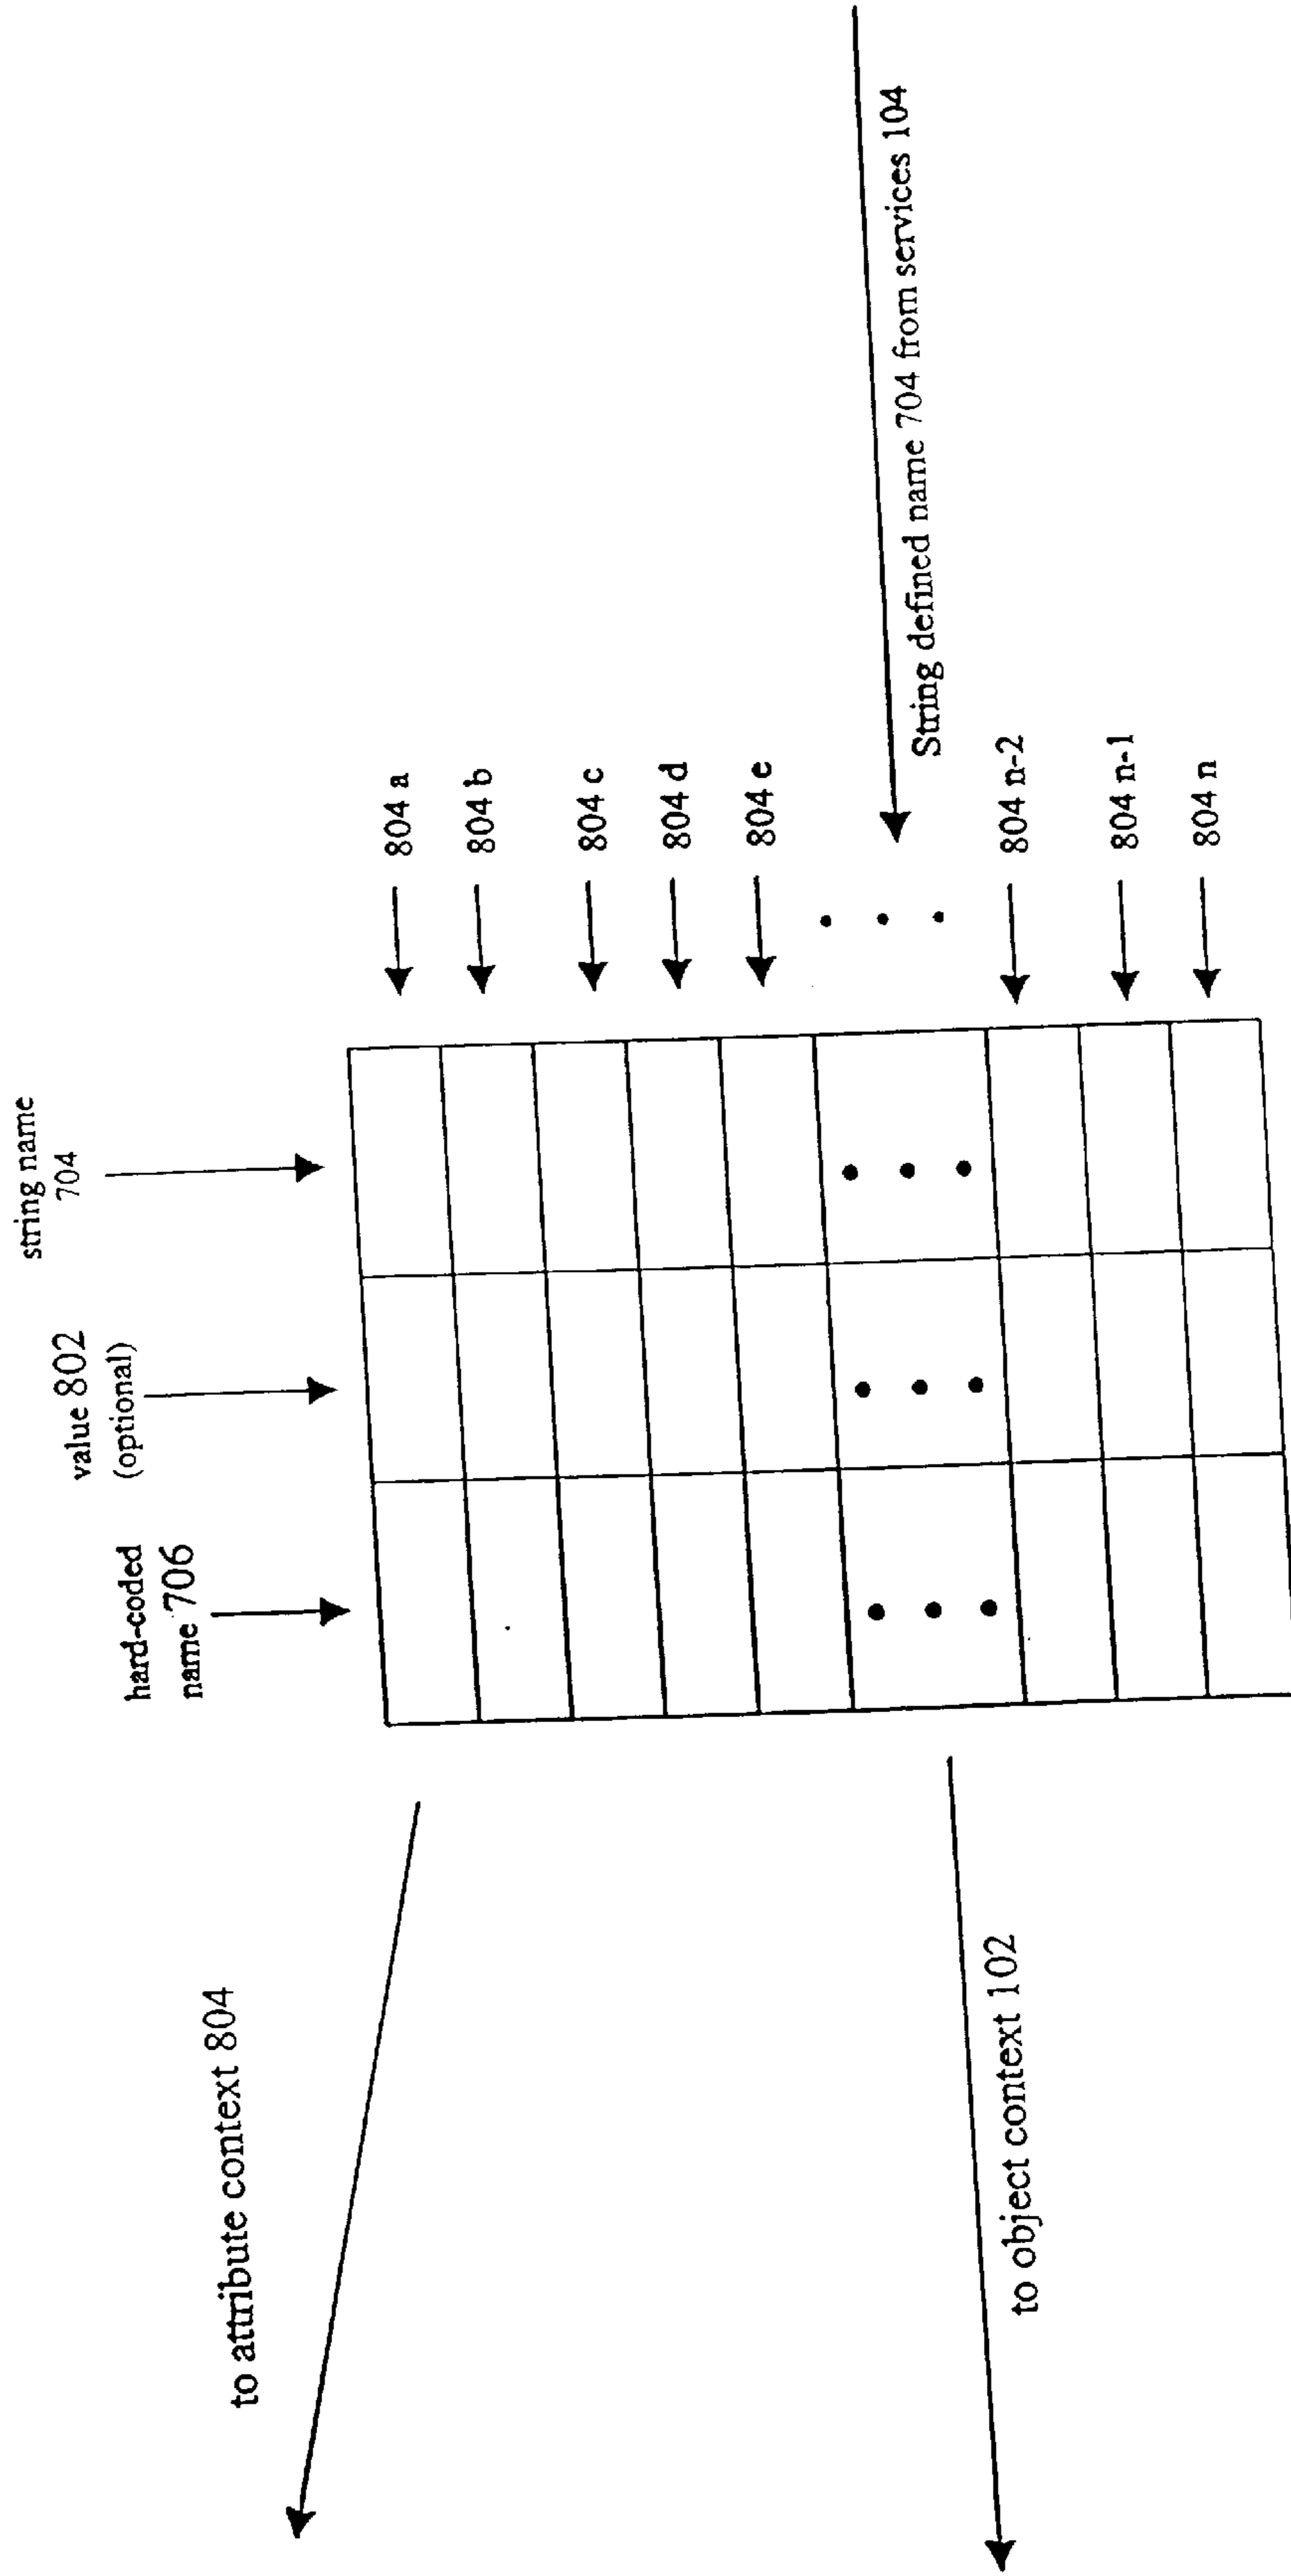 string name
704
value 802
(optional)
hard-coded
name 706
804 a
804 b
804 c
804 d
804 e
String defined name 704 from services 104
804 n-2
804 n-1
804 n
to attribute context 804
to object context 102